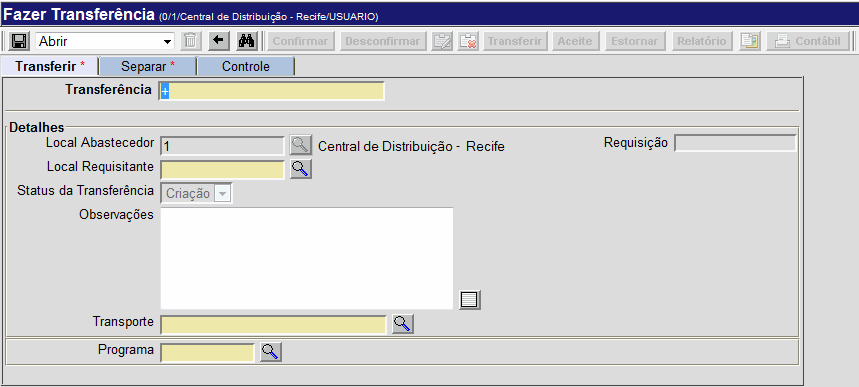 Fazer Transferência (0/1/Central de Distribuição - Recife/USUARIO)
Abrir Confirmar Desconfirmar Transferir Aceite Estornar Relatório Contábil
Transferir * Separar * Controle
Transferência +
Detalhes
Local Abastecedor 1 Central de Distribuição - Recife Requisição
Local Requisitante
Status da Transferência Criação
Observações
Transporte
Programa